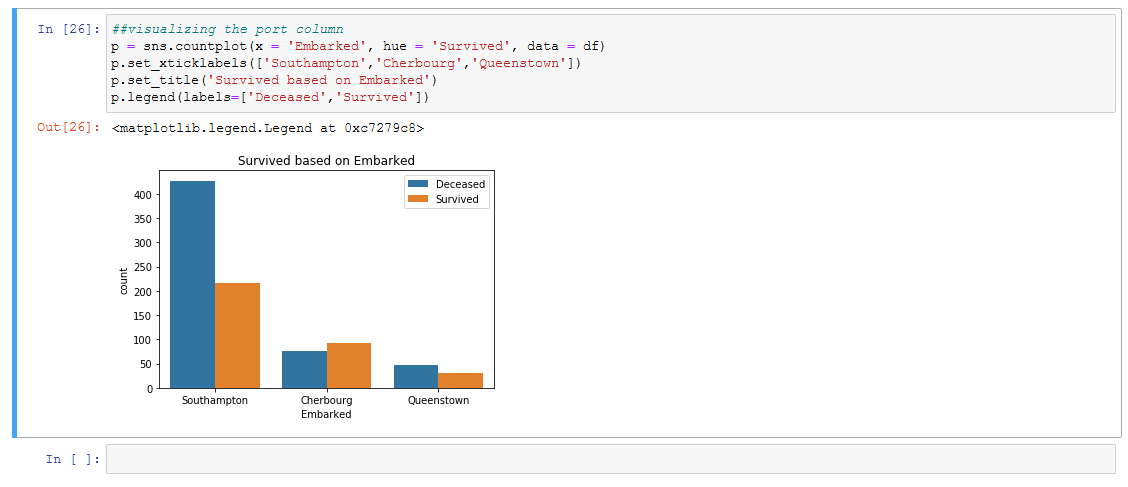 In [26]: ##visualizing the port column
p = sns.countplot(x = 'Embarked', hue = 'Survived', data = df)
p.set_xticklabels(['Southampton','Cherbourg','Queenstown'])
p.set_title('Survived based on Embarked')
p.legend(labels=['Deceased','Survived'])
Out[26]: <matplotlib.legend.Legend at 0xc7279c8>
Survived based on Embarked
Deceased
Survived
400
350
300
250
200
150
100
50
0
count
Southampton Cherbourg Queenstown
Embarked
In [ ]: